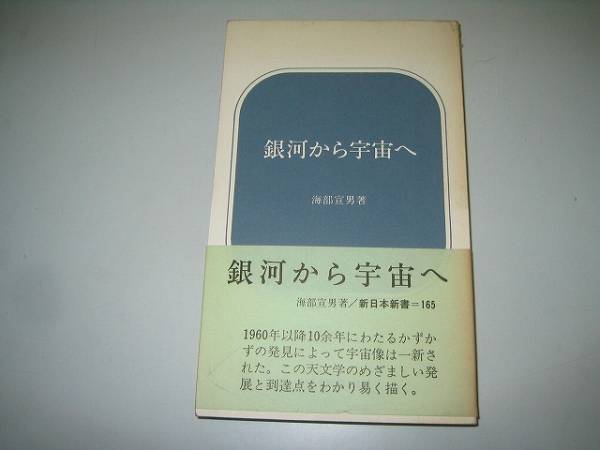 銀河から宇宙へ
海部宣男著
銀河から宇宙へ
海部宣男著／新日本新書＝165
1960年以降10余年にわたるかずか
ずの発見によって宇宙像は一新さ
れた。この天文学のめざましい発
展と到達点をわかり易く描く。